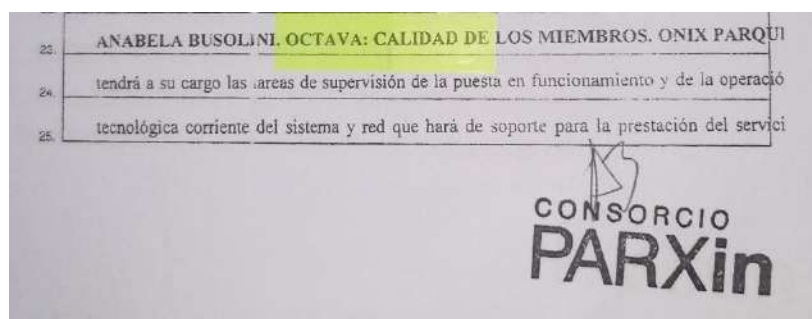 23. ANABELA BUSOLINI. OCTAVA: CALIDAD DE LOS MIEMBROS. ONIX PARQUI
24. tendrá a su cargo las tareas de supervisión de la puesta en funcionamiento y de la operació
25. tecnológica corriente del sistema y red que hará de soporte para la prestación del servici
CONSORCIO
PARXin